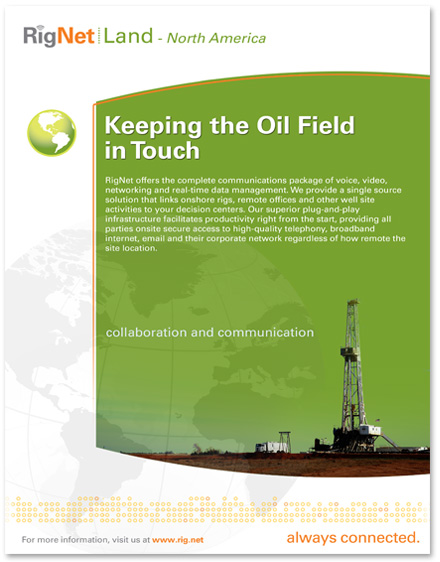 RigNet Land - North America
Keeping the Oil Field
in Touch
RigNet offers the complete communications package of voice, video,
networking and real-time data management. We provide a single source
solution that links onshore rigs, remote offices and other well site
activities to your decision centers. Our superior plug-and-play
infrastructure facilitates productivity right from the start, providing all
parties onsite secure access to high-quality telephony, broadband
internet, email and their corporate network regardless of how remote the
site location.
collaboration and communication
For more information, visit us at www.rig.net
always connected.